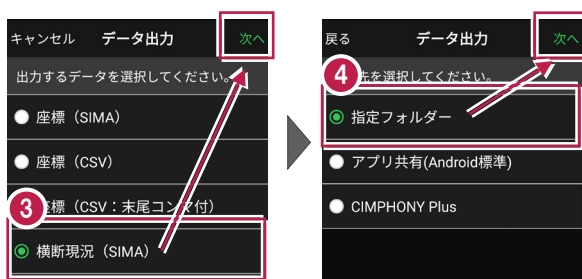 キャンセル データ出力 次へ
出力するデータを選択してください。
座標（SIMA）
座標（CSV）
3 標（CSV：末尾コンマ付）
横断現況（SIMA）
戻る データ出力 次へ
4 先を選択してください。
指定フォルダー
アプリ共有(Android標準)
CIMPHONY Plus